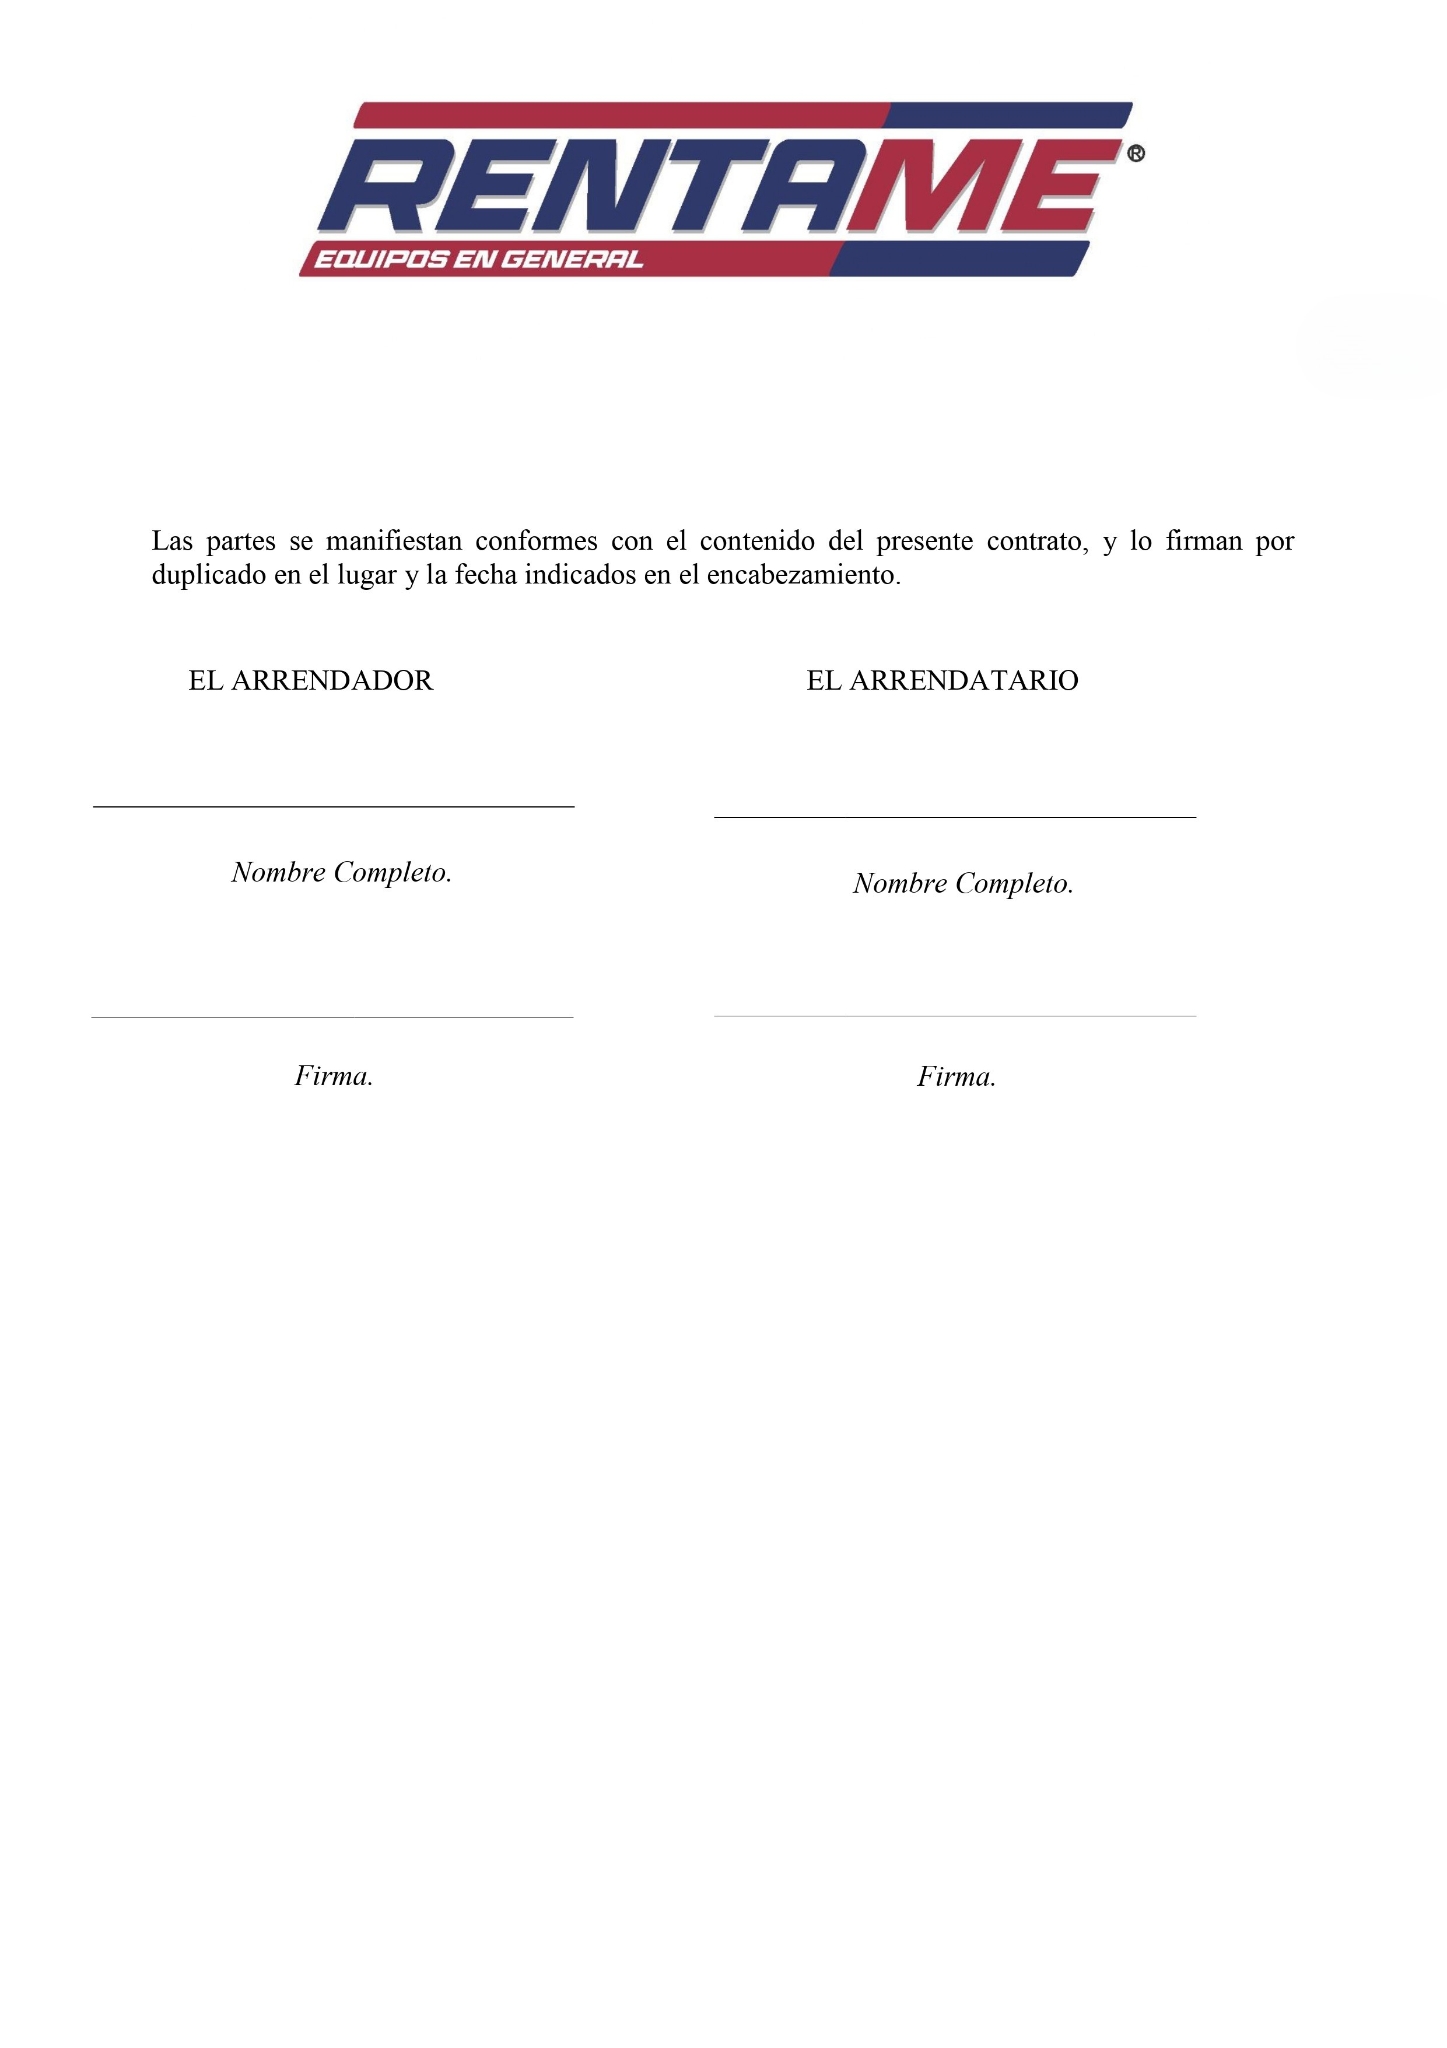 RENTAME®
EQUIPOS EN GENERAL
Las partes se manifiestan conformes con el contenido del presente contrato, y lo firman por
duplicado en el lugar y la fecha indicados en el encabezamiento.
EL ARRENDADOR EL ARRENDATARIO
Nombre Completo. Nombre Completo.
Firma. Firma.